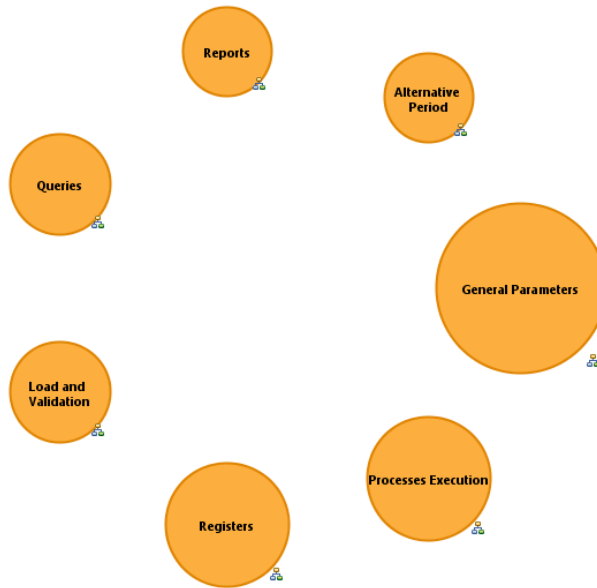 Reports
Alternative
Period
Queries
General Parameters
Load and
Validation
Processes Execution
Registers